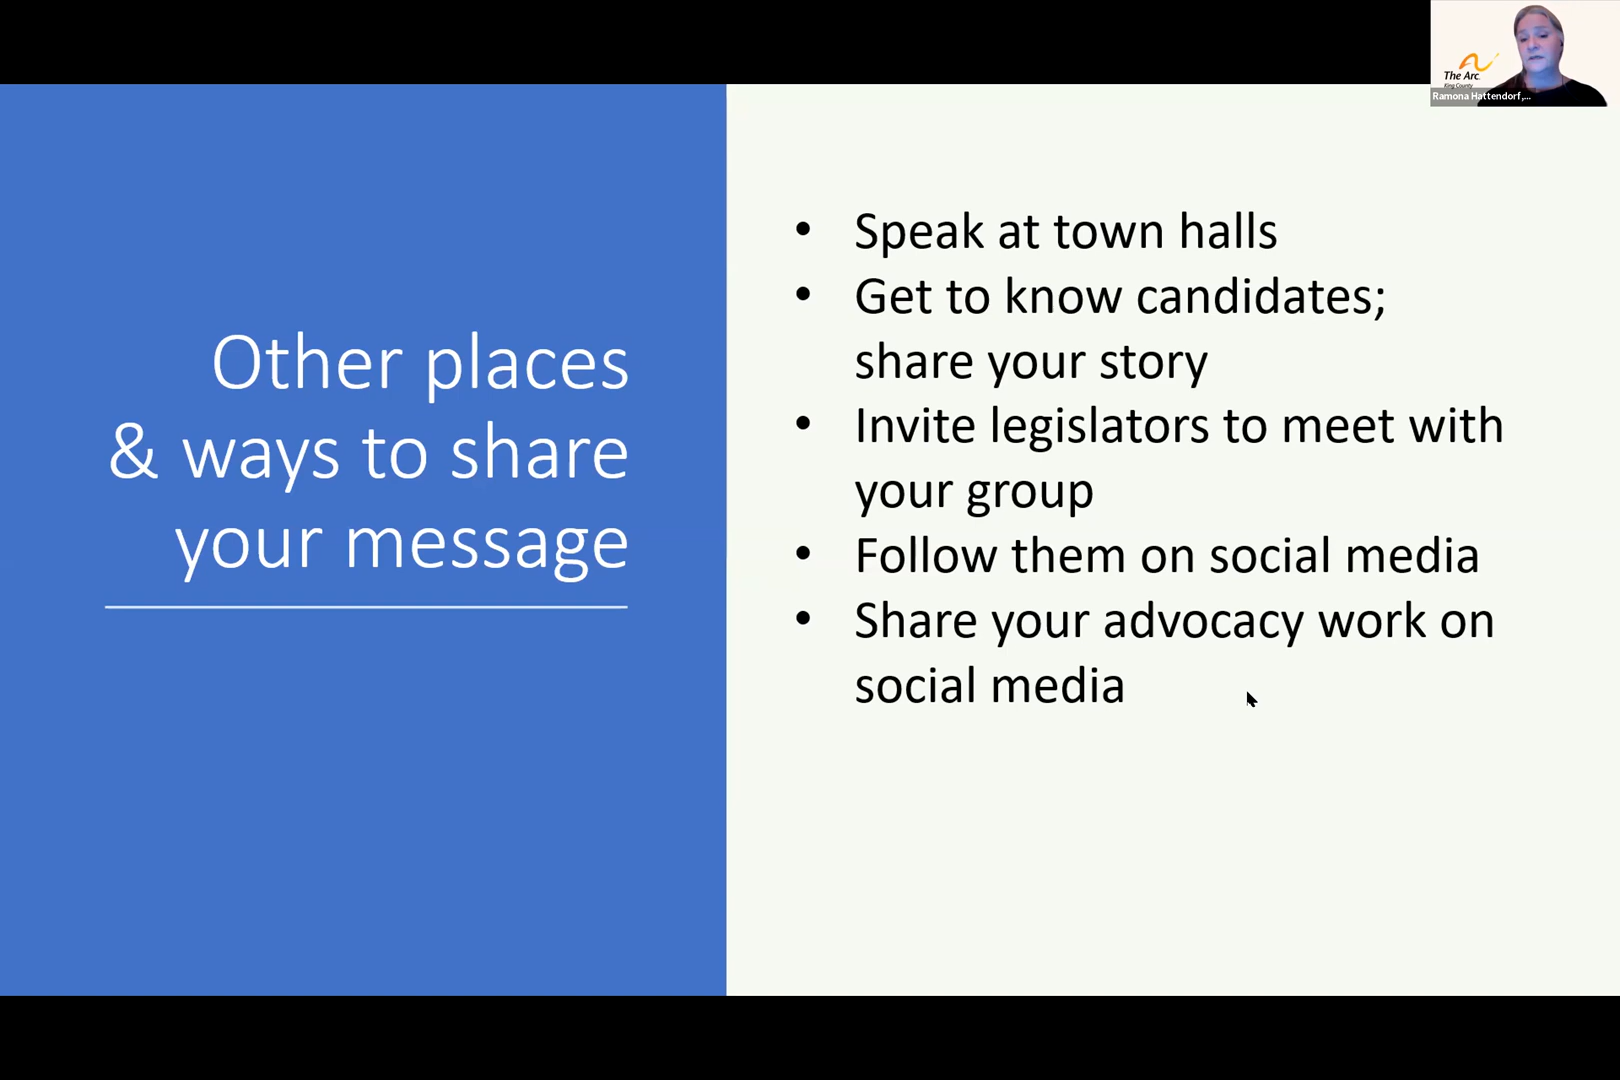 Other places
& ways to share
your message
• Speak at town halls
• Get to know candidates;
share your story
• Invite legislators to meet with
your group
• Follow them on social media
• Share your advocacy work on
social media
The Arc.
King County
Ramona Hattendorf,...